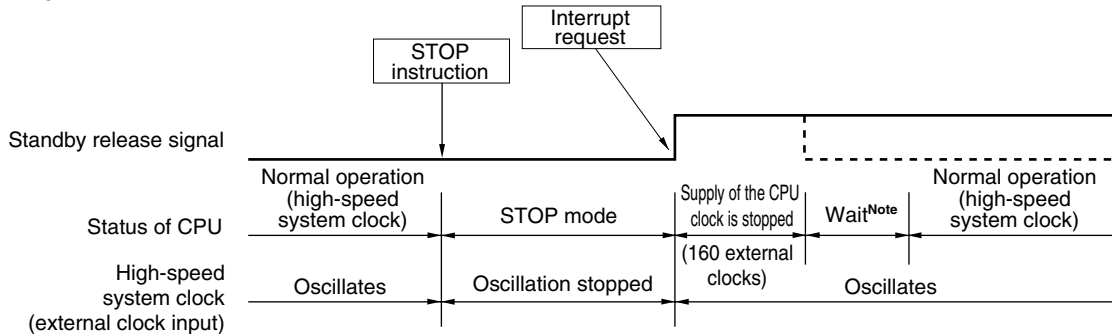 Interrupt
request
STOP
instruction
Standby release signal
Normal operation
(high-speed
system clock)
Supply of the CPU
clock is stopped
Normal operation
(high-speed
system clock)
Status of CPU
STOP mode
WaitNote
(160 external
clocks)
High-speed
system clock
(external clock input)
Oscillates
Oscillation stopped
Oscillates